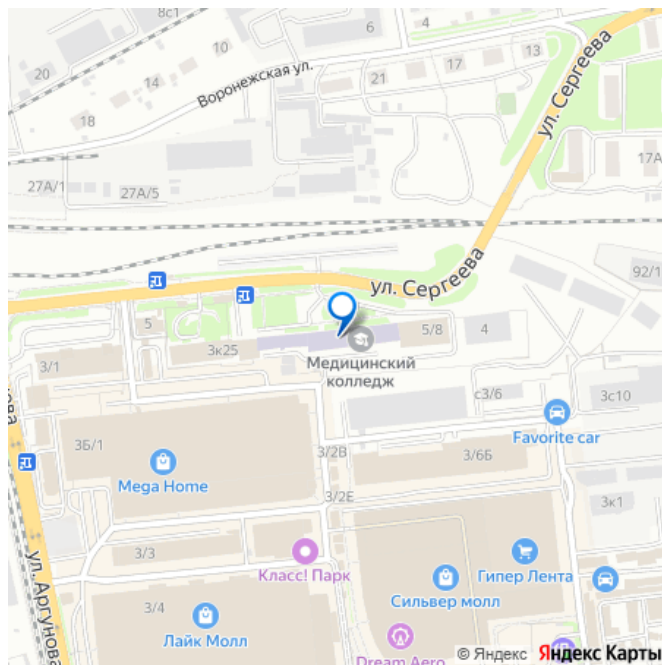 8с1
4
6
10
13
20
Воронежская ул.
17
14
21
ул. Сергеева
18
17А
27А/1
27А/5
92/1
ул. Сергеева
5
5/8
4
3к25
3/1
Медицинский
колледж
с3/6
3с10
3Б/1
Favorite car
3/2В
3/6Б
Mega Home
3/2Е
3к1
ул. Аргунова
3/3
Класс! Парк
Гипер Лента
Сильвер молл
3/4
Лайк Молл
Dream Aero
© Яндекс Яндекс Карты